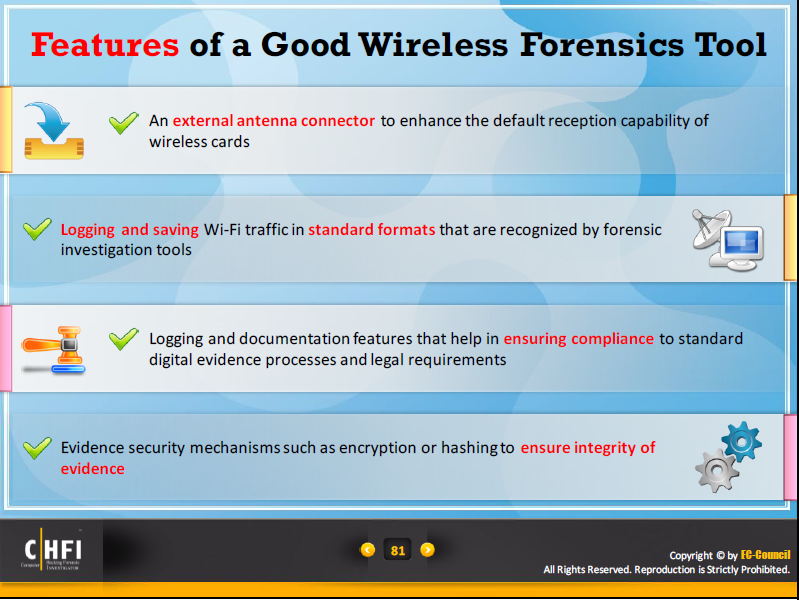 Features of a Good Wireless Forensics Tool
An external antenna connector to enhance the default reception capability of
wireless cards
Logging and saving Wi-Fi traffic in standard formats that are recognized by forensic
investigation tools
Logging and documentation features that help in ensuring compliance to standard
digital evidence processes and legal requirements
Evidence security mechanisms such as encryption or hashing to ensure integrity of
evidence
CHFI
Computer Hacking Forensic
INVESTIGATOR
81
Copyright © by EC-Council
All Rights Reserved. Reproduction is Strictly Prohibited.